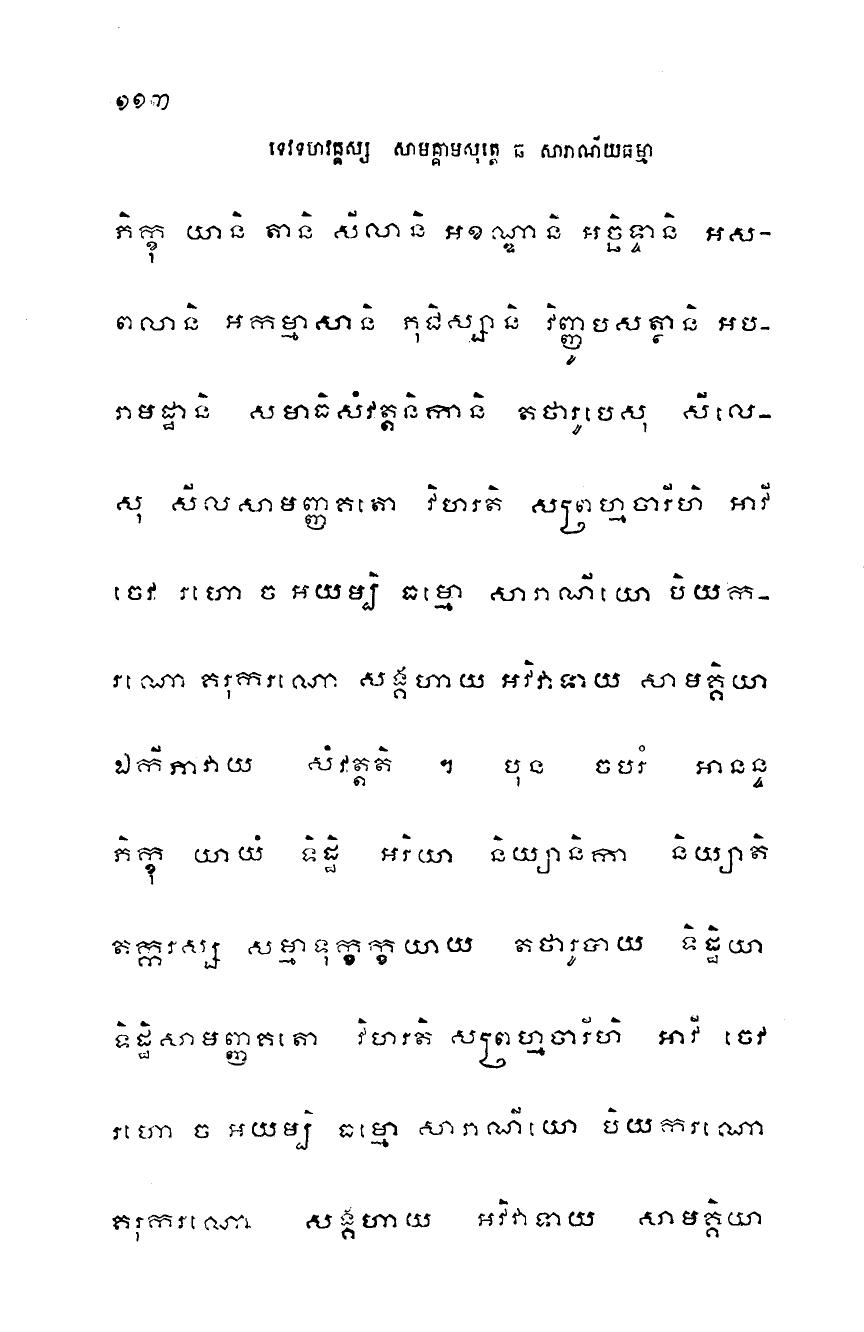 ១១៣
ទេវទហវគ្គស្ស សាមគ្គាមសុត្តេ ធ សារាណីយធម្មា
ភិក្ខុ យានិ តានិ សីលានិ អខណ្ឌានិ អច្ឆិទ្ទានិ អស-
ពលានិ អកម្មាសានិ ភុជិស្សានិ វិញ្ញូបសត្ថានិ អប-
រាមដ្ឋានិ សមាធិសំវត្តនិកានិ តថារូបេសុ សីលេ-
សុ សីលសាមញ្ញគតោ វិហរតិ សព្រហ្មចារីហិ អាវី
ចេវ រហោ ច អយម្បិ ធម្មោ សារាណីយោ បិយក-
រណោ គរុករណោ សង្គហាយ អវិវាទាយ សាមគ្គិយា
ឯកីភាវាយ សំវត្តតិ ។ បុន ចបរំ អានន្ទ
ភិក្ខុ យាយំ ទិដ្ឋិ អរិយា និយ្យានិកា និយ្យាតិ
តក្ករស្ស សម្មាទុក្ខក្ខយាយ តថារូបាយ ទិដ្ឋិយា
ទិដ្ឋិសាមញ្ញគតោ វិហរតិ សព្រហ្មចារីហិ អាវី ចេវ
រហោ ច អយម្បិ ធម្មោ សារាណីយោ បិយករណោ
គរុករណោ សង្គហាយ អវិវាទាយ សាមគ្គិយា